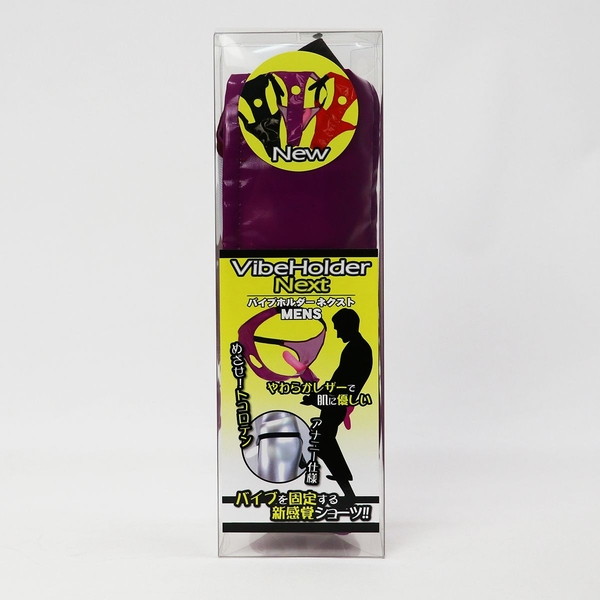 New
VibeHolder
Next
バイブホルダー ネクスト
MENS
めざせ！トコロテン
やわらかレザーで
肌に優しい
アナニー仕様
バイブを固定する
新感覚ショーツ!!